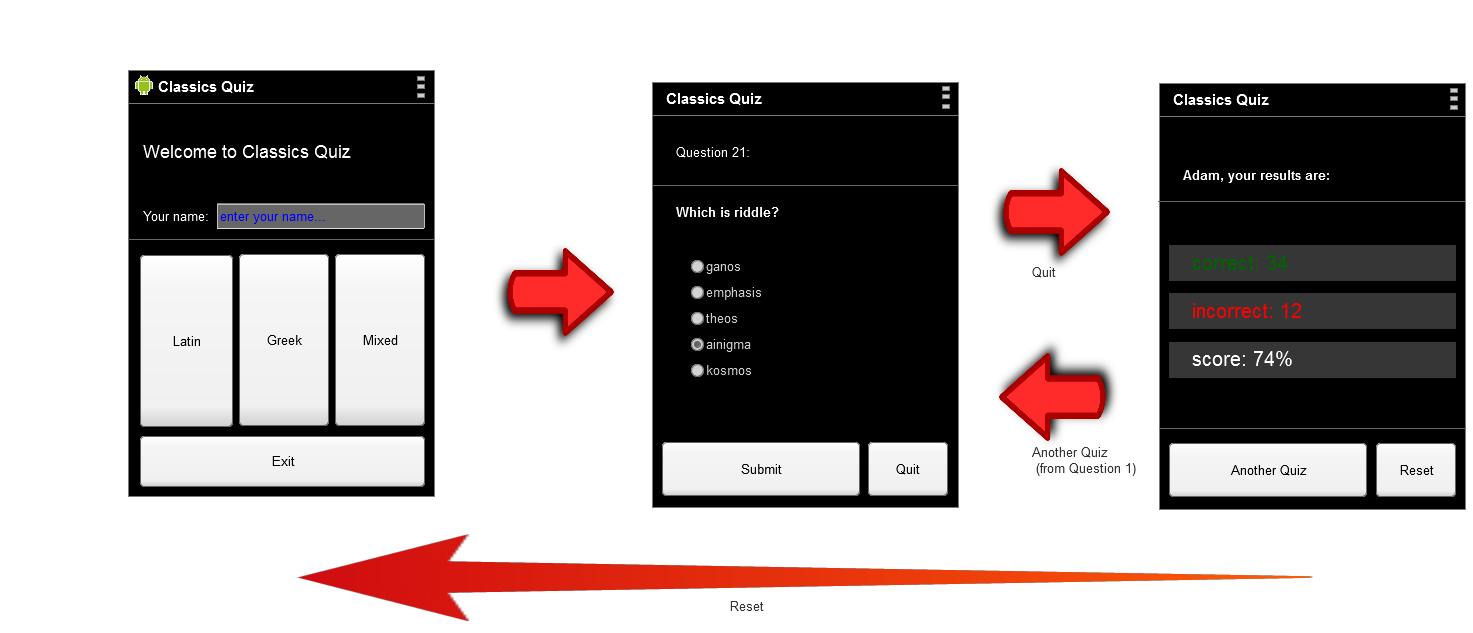 Classics Quiz
Welcome to Classics Quiz
Your name: enter your name...
Latin Greek Mixed
Exit
Classics Quiz
Question 21:
Which is riddle?
ganos
emphasis
theos
ainigma
kosmos
Submit Quit
Quit
Another Quiz
(from Question 1)
Classics Quiz
Adam, your results are:
correct: 34
incorrect: 12
score: 74%
Another Quiz Reset
Reset